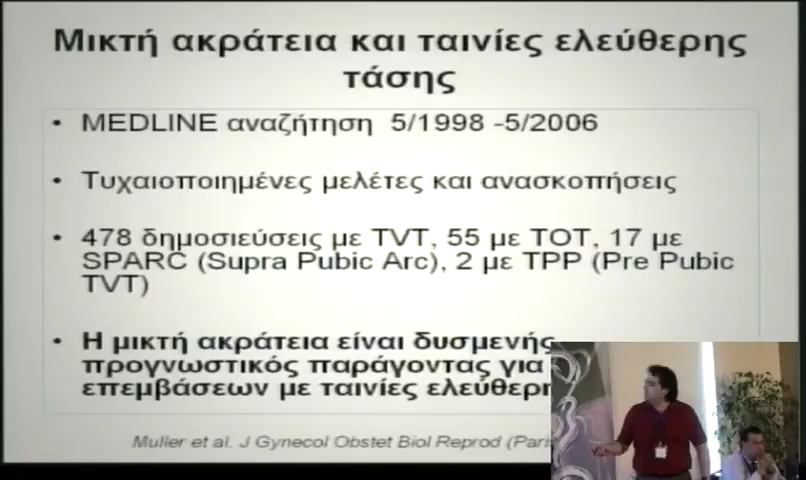 Μικτή ακράτεια και ταινίες ελεύθερης
τάσης
• MEDLINE αναζήτηση 5/1998 -5/2006
• Τυχαιοποιημένες μελέτες και ανασκοπήσεις
• 478 δημοσιεύσεις με TVT, 55 με TOT, 17 με
SPARC (Supra Pubic Arc), 2 με TPP (Pre Pubic
TVT)
• Η μικτή ακράτεια είναι δυσμενής
προγνωστικός παράγοντας για
επεμβάσεων με ταινίες
Muller et al. J Gynecol Obstet Biol Reprod